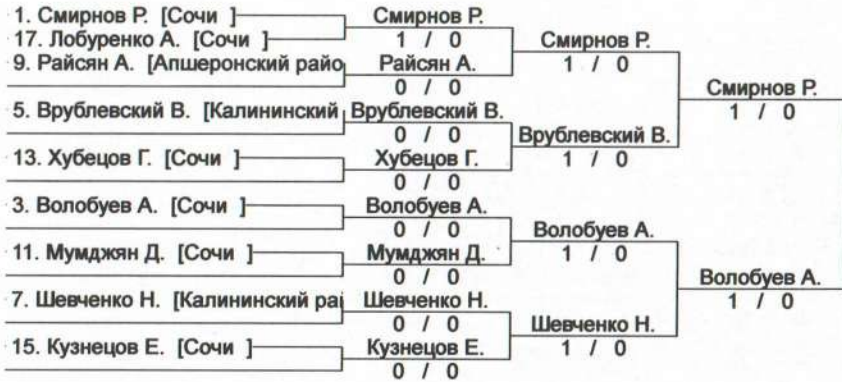 1. Смирнов Р. [Сочи ]
17. Лобуренко А. [Сочи ]
9. Райсян А. [Апшеронский райо
5. Врублевский В. [Калининский
13. Хубецов Г. [Сочи ]
3. Волобуев А. [Сочи ]
11. Мумджян Д. [Сочи ]
7. Шевченко Н. [Калининский рай
15. Кузнецов Е. [Сочи ]
Смирнов Р.
1 / 0
Райсян А.
0 / 0
Врублевский В.
0 / 0
Хубецов Г.
0 / 0
Волобуев А.
0 / 0
Мумджян Д.
0 / 0
Шевченко Н.
0 / 0
Кузнецов Е.
0 / 0
Смирнов Р.
1 / 0
Врублевский В.
1 / 0
Волобуев А.
1 / 0
Шевченко Н.
1 / 0
Смирнов Р.
1 / 0
Волобуев А.
1 / 0